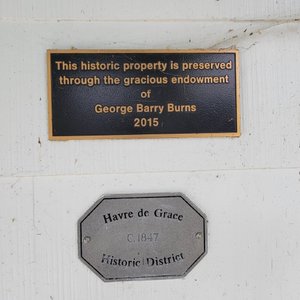 This historic property is preserved
through the gracious endowment
of
George Barry Burns
2015
Havre de Grace
C.1847
Historic District